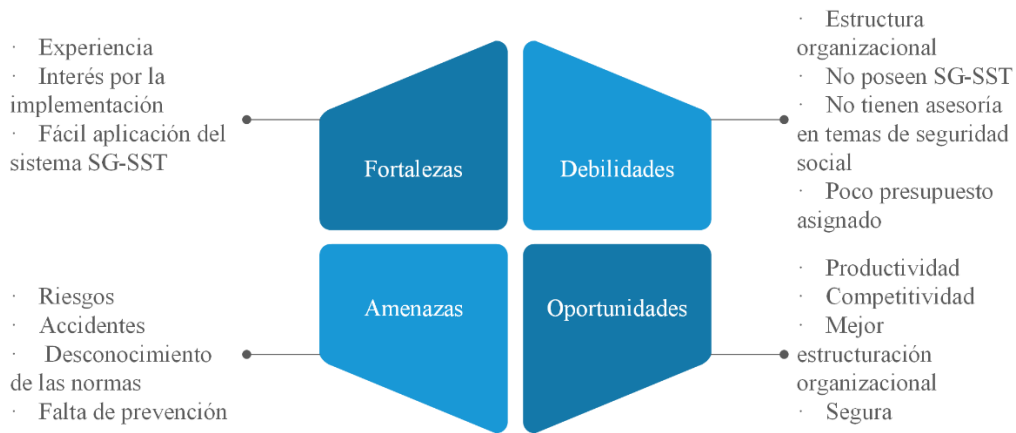 · Experiencia
· Interés por la
implementación
· Fácil aplicación del
sistema SG-SST
Fortalezas
Debilidades
· Estructura
organizacional
· No poseen SG-SST
· No tienen asesoría
en temas de seguridad
social
· Poco presupuesto
asignado
· Riesgos
· Accidentes
· Desconocimiento
de las normas
· Falta de prevención
Amenazas
Oportunidades
· Productividad
· Competitividad
· Mejor
estructuración
organizacional
· Segura